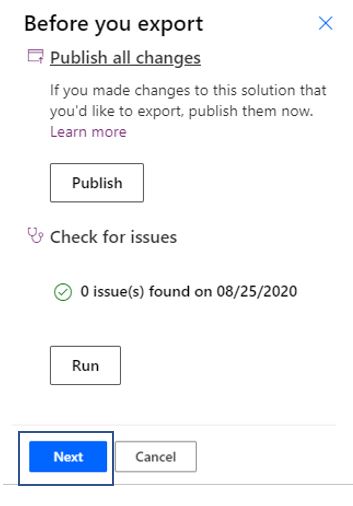 Before you export
Publish all changes
If you made changes to this solution that
you'd like to export, publish them now.
Learn more
Publish
Check for issues
0 issue(s) found on 08/25/2020
Run
Next
Cancel